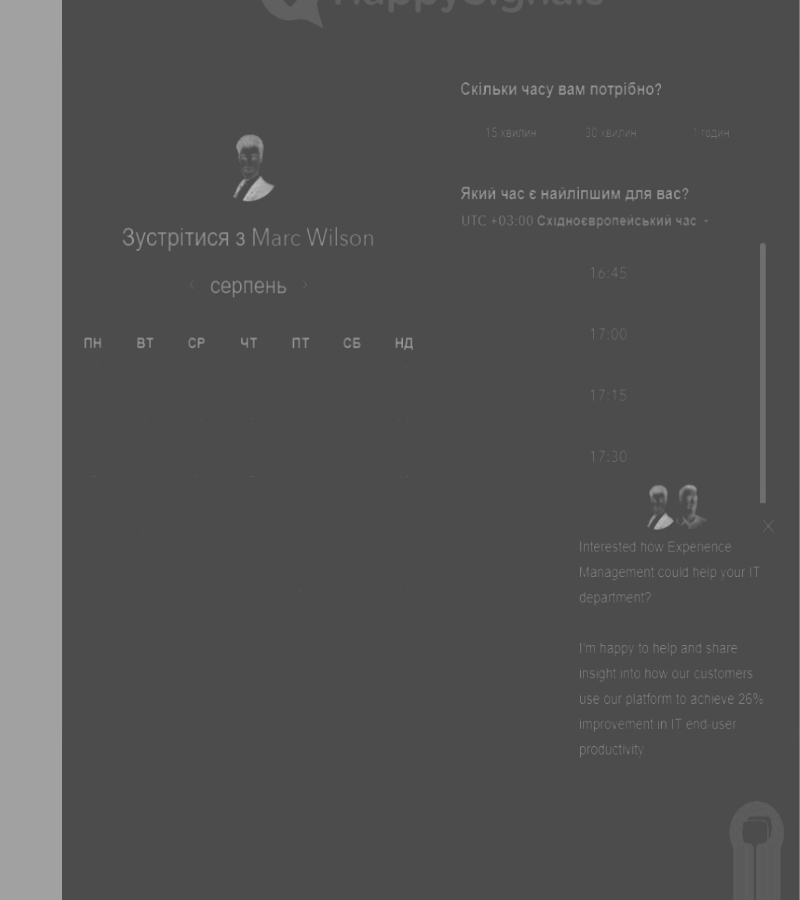 HappySignals
Зустрітися з Marc Wilson
серпень
ПН ВТ СР ЧТ ПТ СБ НД
Скільки часу вам потрібно?
15 хвилин 30 хвилин 1 годин
Який час є найліпшим для вас?
UTC +03:00 Східноєвропейський час
16:45
17:00
17:15
17:30
Interested how Experience
Management could help your IT
department?
I'm happy to help and share
insight into how our customers
use our platform to achieve 26%
improvement in IT end-user
productivity